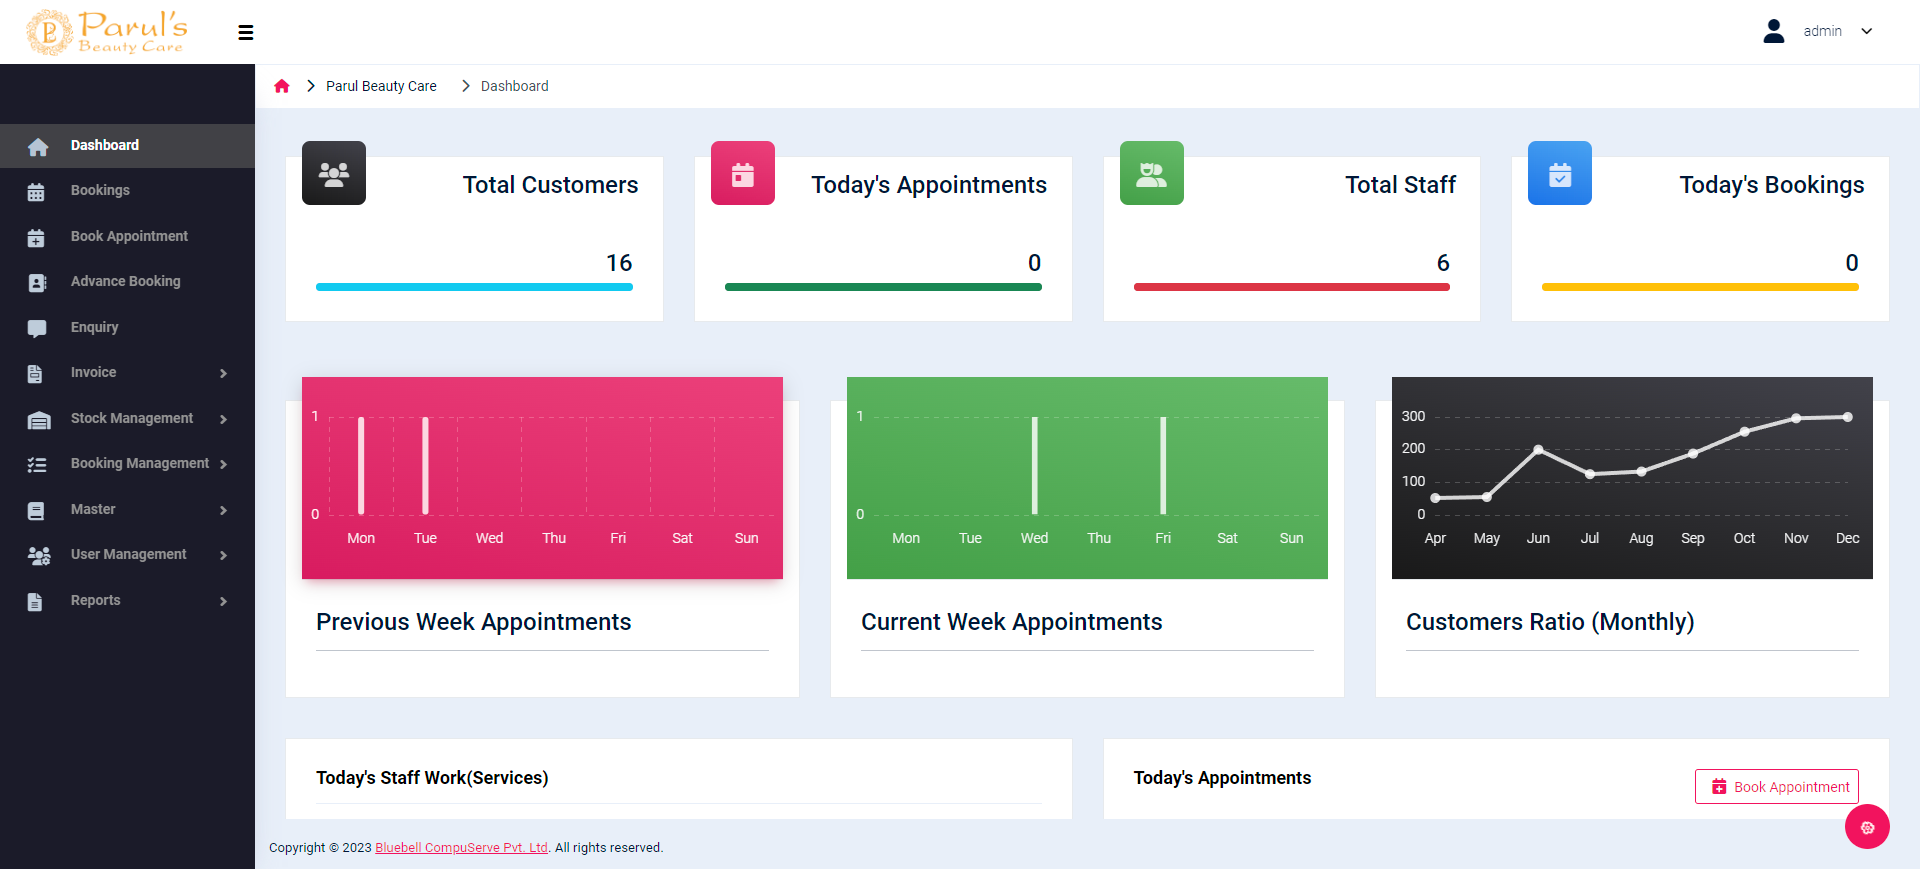 Parul's
Beauty Care
admin
Parul Beauty Care
Dashboard
Dashboard
Bookings
Book Appointment
Advance Booking
Enquiry
Invoice
Stock Management
Booking Management
Master
User Management
Reports
Total Customers
16
Today's Appointments
0
Total Staff
6
Today's Bookings
0
1
0
Mon Tue Wed Thu Fri Sat Sun
Previous Week Appointments
1
0
Mon Tue Wed Thu Fri Sat Sun
Current Week Appointments
300
200
100
0
Apr May Jun Jul Aug Sep Oct Nov Dec
Customers Ratio (Monthly)
Today's Staff Work(Services)
Today's Appointments
Book Appointment
Copyright © 2023 Bluebell CompuServe Pvt. Ltd. All rights reserved.